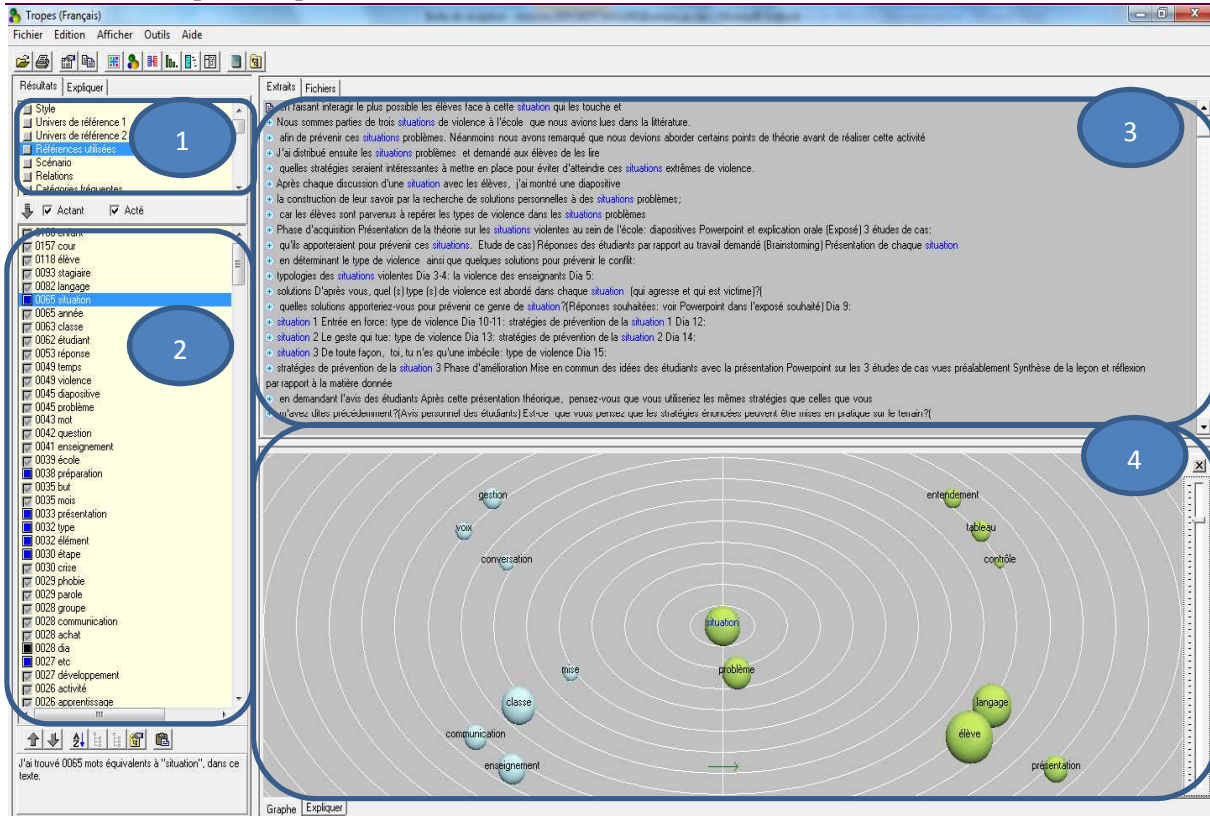 Tropes (Français)
Fichier Edition Afficher Outils Aide
Résultats Expliquer
Style
Univers de référence 1
Univers de référence 2
Références utilisées
Scénario
Relations
Catégories fréquentes
1
Actant Acté
0160 enfant
0157 cour
0118 élève
0093 stagiaire
0082 langage
0065 situation
0065 année
0063 classe
0062 étudiant
0053 réponse
0049 temps
0049 violence
0045 diapositive
0045 problème
0043 mot
0042 question
0041 enseignement
0039 école
0038 préparation
0035 but
0035 mois
0033 présentation
0032 type
0032 élément
0030 étape
0030 crise
0029 phobie
0029 parole
0028 groupe
0028 communication
0028 achat
0028 dia
0027 etc
0027 développement
0026 activité
0026 apprentissage
2
J'ai trouvé 0065 mots équivalents à "situation", dans ce
texte.
Extraits Fichiers
en faisant interagir le plus possible les élèves face à cette situation qui les touche et
Nous sommes parties de trois situations de violence à l'école que nous avions lues dans la littérature.
afin de prévenir ces situations problèmes. Néanmoins nous avons remarqué que nous devions aborder certains points de théorie avant de réaliser cette activité
J'ai distribué ensuite les situations problèmes et demandé aux élèves de les lire
quelles stratégies seraient intéressantes à mettre en place pour éviter d'atteindre ces situations extrêmes de violence.
Après chaque discussion d'une situation avec les élèves, j'ai montré une diapositive
la construction de leur savoir par la recherche de solutions personnelles à des situations problèmes;
car les élèves sont parvenus à repérer les types de violence dans les situations problèmes
Phase d'acquisition Présentation de la théorie sur les situations violentes au sein de l'école: diapositives Powerpoint et explication orale (Exposé) 3 études de cas:
qu'ils apporteraient pour prévenir ces situations. Etude de cas) Réponses des étudiants par rapport au travail demandé (Brainstorming) Présentation de chaque situation
en déterminant le type de violence ainsi que quelques solutions pour prévenir le conflit:
typologies des situations violentes Dia 3-4: la violence des enseignants Dia 5:
solutions D'après vous, quel (s) type (s) de violence est abordé dans chaque situation (qui agresse et qui est victime)?(
quelles solutions apporteriez-vous pour prévenir ce genre de situation?(Réponses souhaitées: voir Powerpoint dans l'exposé souhaité) Dia 9:
situation 1 Entrée en force: type de violence Dia 10-11: stratégies de prévention de la situation 1 Dia 12:
situation 2 Le geste qui tue: type de violence Dia 13: stratégies de prévention de la situation 2 Dia 14:
situation 3 De toute façon, toi, tu n'es qu'une imbécile: type de violence Dia 15:
stratégies de prévention de la situation 3 Phase d'amélioration Mise en commun des idées des étudiants avec la présentation Powerpoint sur les 3 études de cas vues préalablement Synthèse de la leçon et réflexion
par rapport à la matière donnée
en demandant l'avis des étudiants Après cette présentation théorique, pensez-vous que vous utiliseriez les mêmes stratégies que celles que vous
m'avez dites précédemment?(Avis personnel des étudiants) Est-ce que vous pensez que les stratégies énoncées peuvent être mises en pratique sur le terrain?(
3
4
gestion
entendement
voix
tableau
conversation
contrôle
situation
mise
problème
classe
langage
communication
élève
enseignement
présentation
Graphe Expliquer